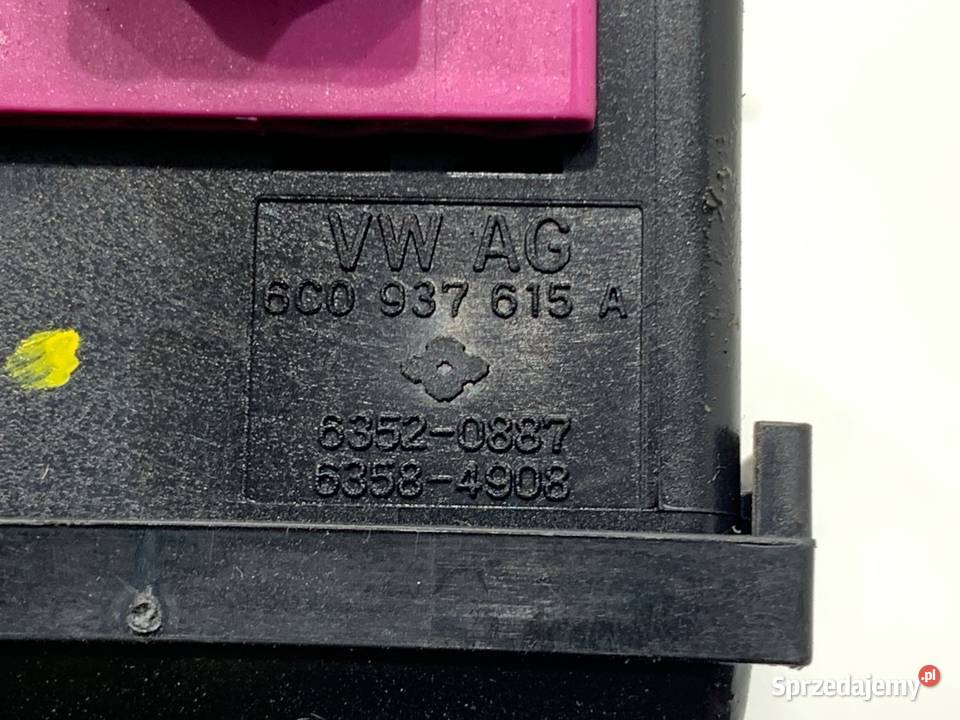 VW AG
6C0 937 615 A
6352-0887
6358-4908
Sprzedajemy.pl